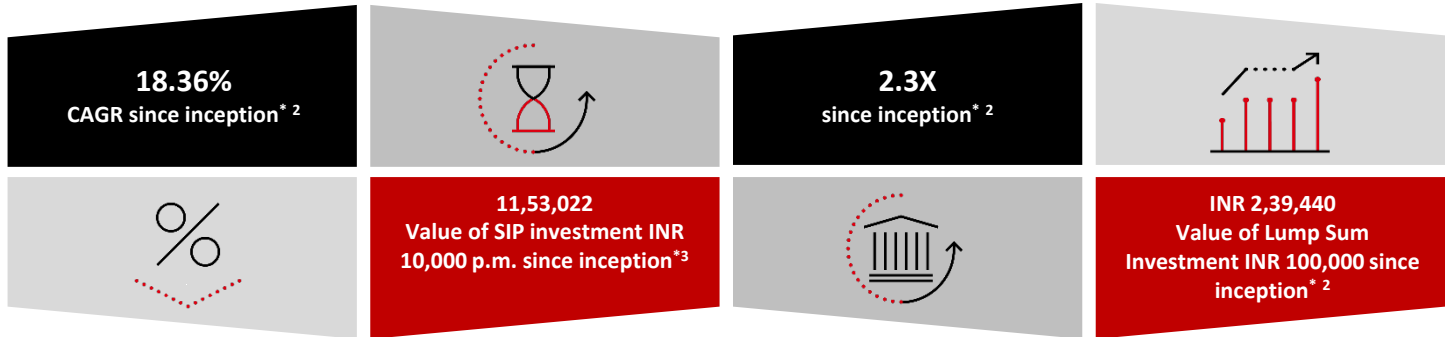 18.36%
CAGR since inception* 2
2.3X
since inception* 2
11,53,022
Value of SIP investment INR
10,000 p.m. since inception*3
INR 2,39,440
Value of Lump Sum
Investment INR 100,000 since
inception* 2